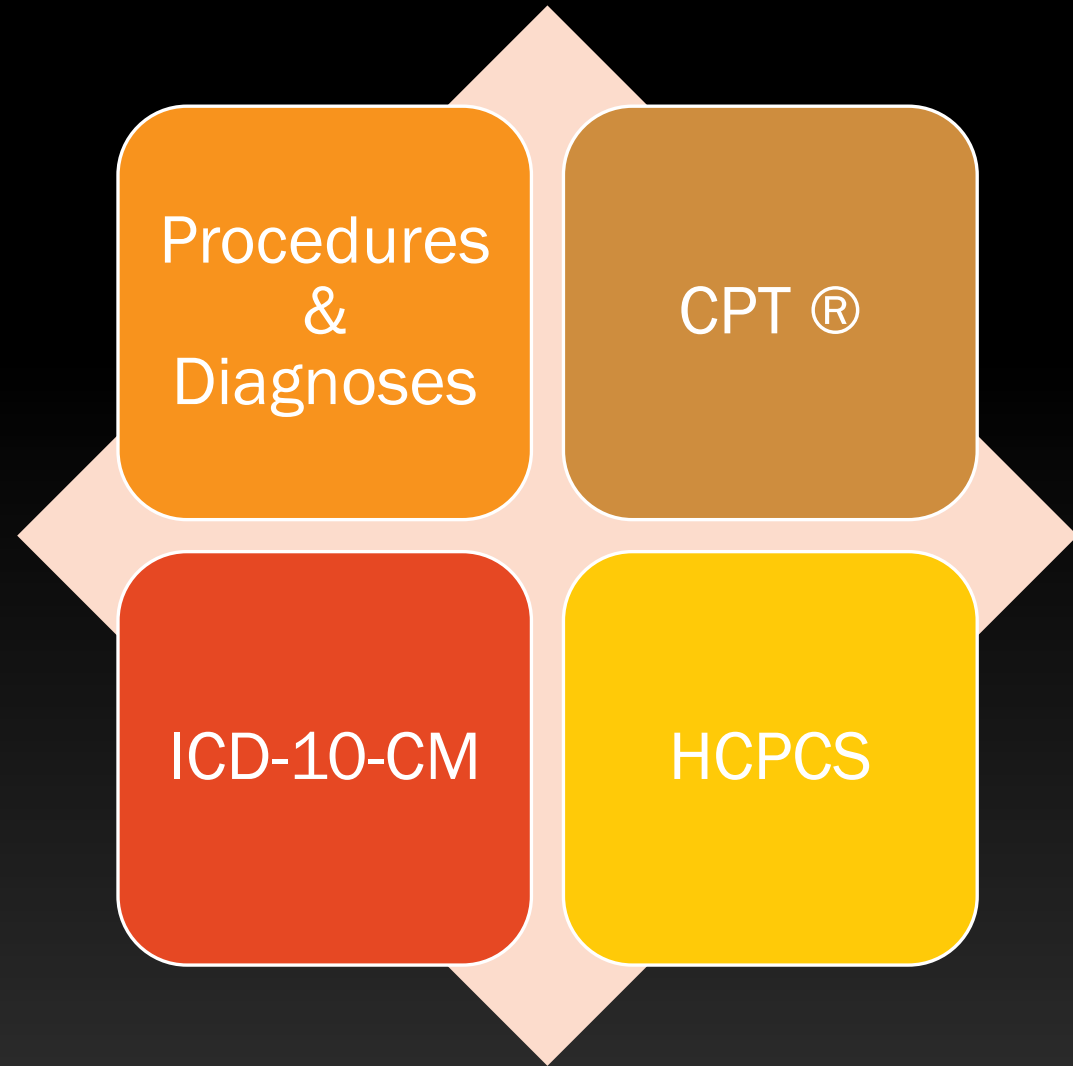 Procedures
&
Diagnoses
CPT ®
ICD-10-CM
HCPCS